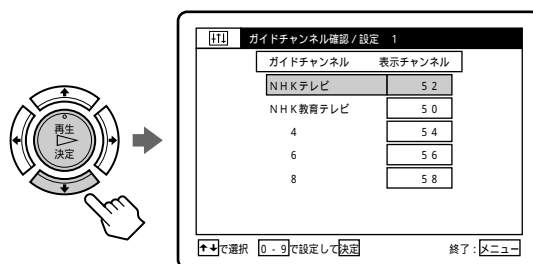 ガイドチャンネル確認/設定 1
ガイドチャンネル 表示チャンネル
NHKテレビ 52
NHK教育テレビ 50
4 54
6 56
8 58
再生
決定
↑↓で選択 0-9で設定して決定 終了:メニュー